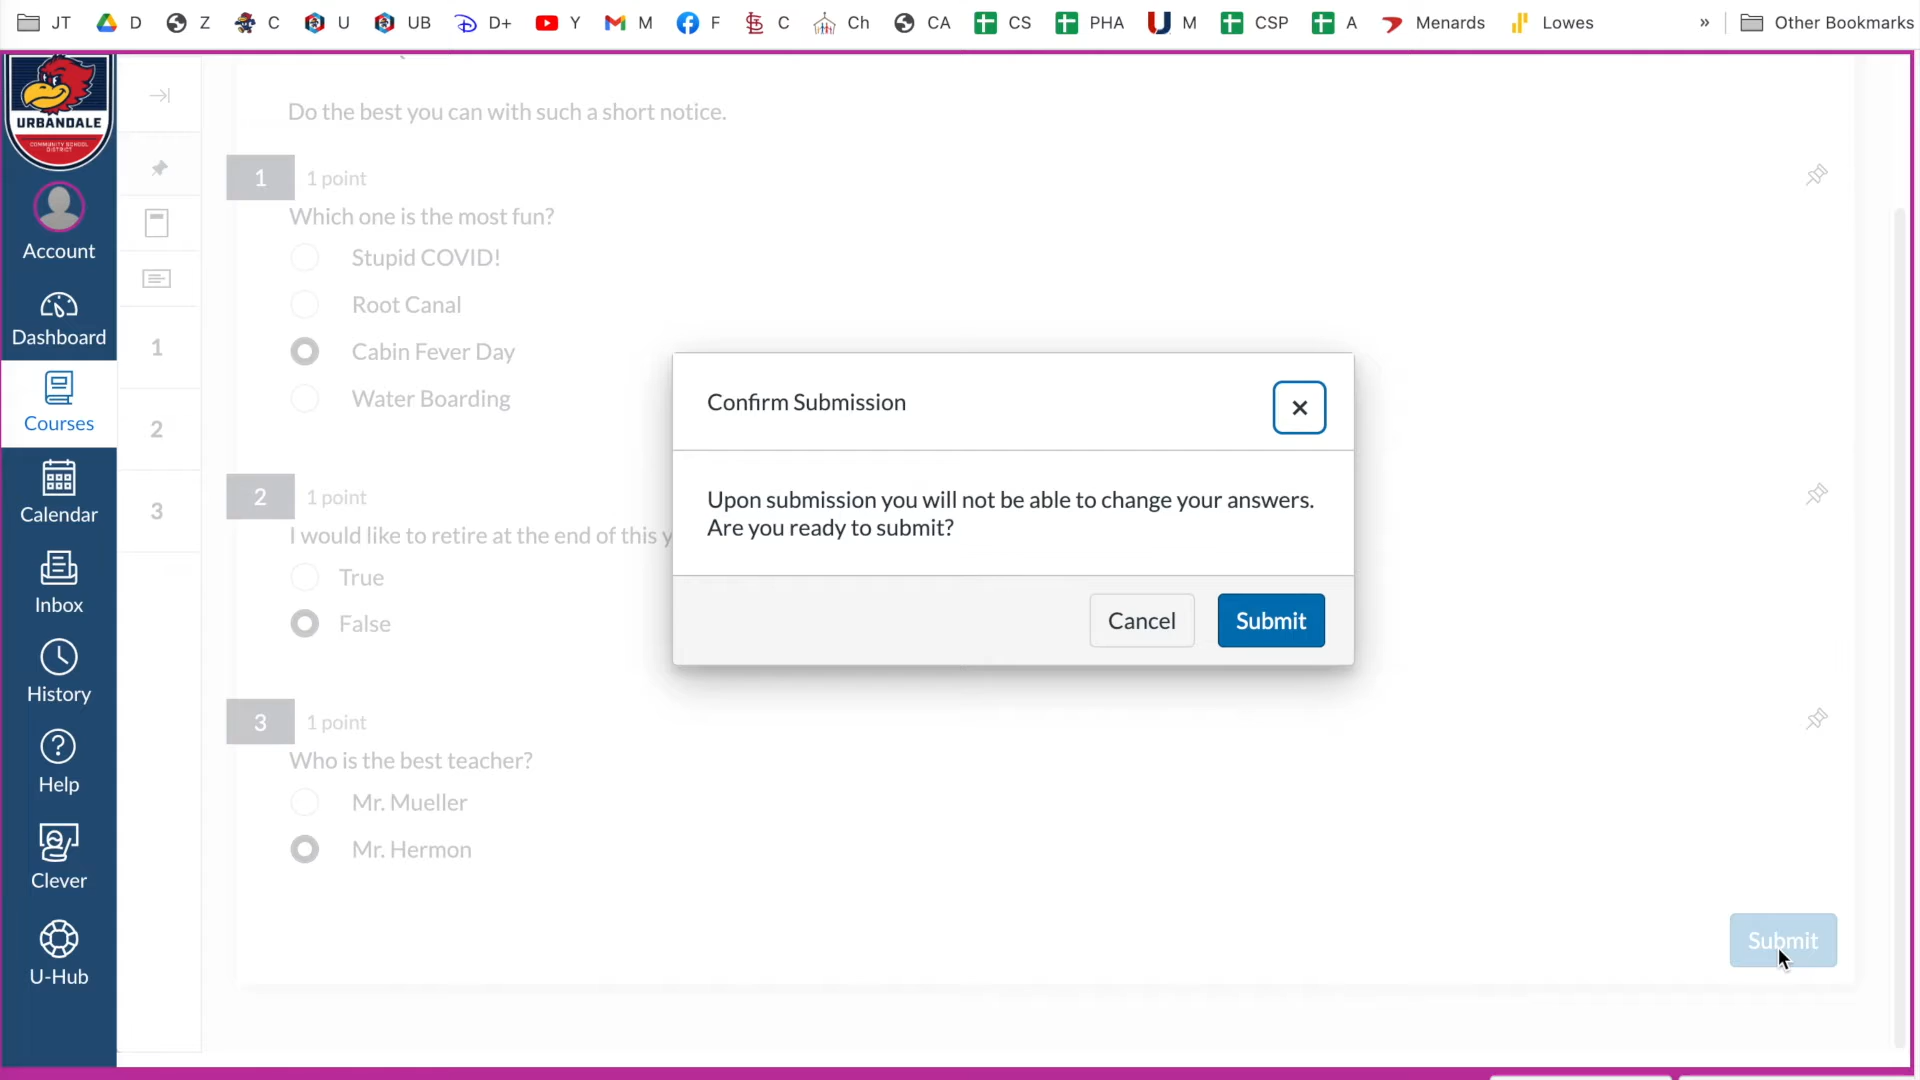 JT D Z C U UB D+ Y M F C Ch CA CS PHA M CSP A Menards Lowes » Other Bookmarks
URBANDALE
COMMUNITY SCHOOL
DISTRICT
Account
Dashboard
Courses
Calendar
Inbox
History
Help
Clever
U-Hub
1
2
3
Do the best you can with such a short notice.
1 1 point
Which one is the most fun?
Stupid COVID!
Root Canal
Cabin Fever Day
Water Boarding
2 1 point
I would like to retire at the end of this y
True
False
3 1 point
Who is the best teacher?
Mr. Mueller
Mr. Hermon
Submit
Confirm Submission
Upon submission you will not be able to change your answers.
Are you ready to submit?
Cancel Submit